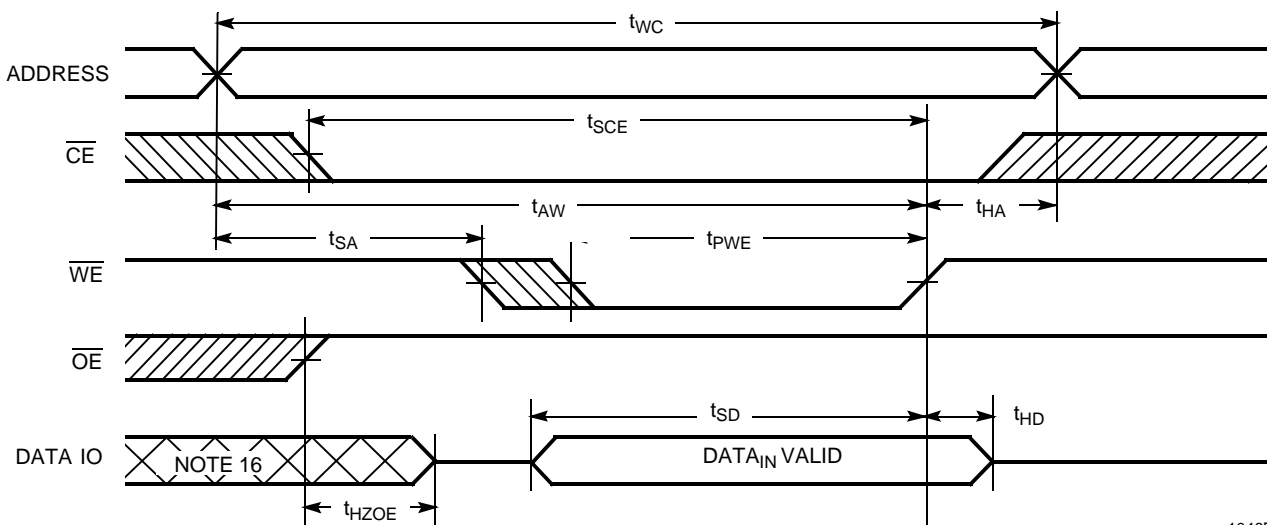 tWC
ADDRESS
tSCE
CE
tAW
tHA
tSA
tPWE
WE
OE
tSD
tHD
DATA IO
NOTE 16
DATAIN VALID
tHZOE